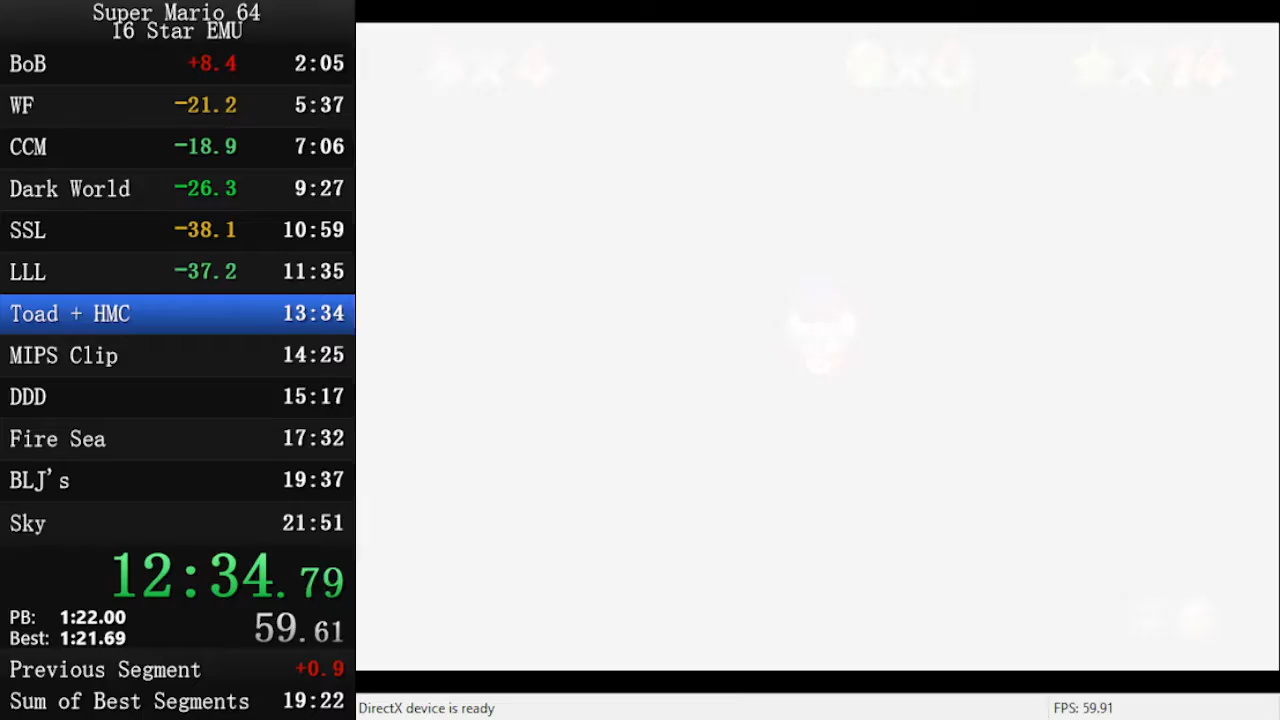 Super Mario 64
16 Star EMU
BoB +8.4 2:05
WF -21.2 5:37
CCM -18.9 7:06
Dark World -26.3 9:27
SSL -38.1 10:59
LLL -37.2 11:35
Toad + HMC 13:34
MIPS Clip 14:25
DDD 15:17
Fire Sea 17:32
BLJ's 19:37
Sky 21:51
12:34.79
PB: 1:22.00
Best: 1:21.69
59.61
Previous Segment +0.9
Sum of Best Segments 19:22
×4 ×0 ×14
DirectX device is ready FPS: 59.91